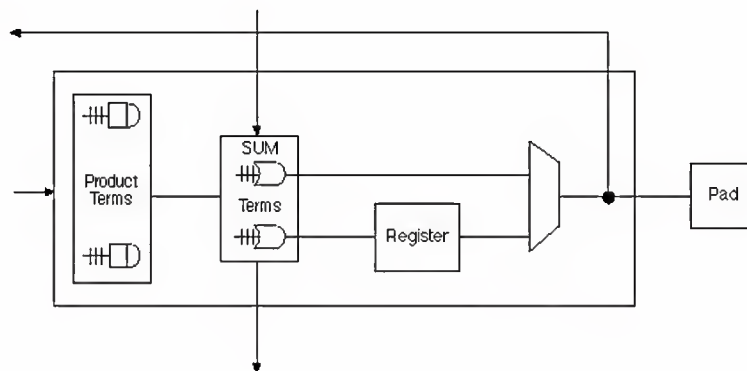 SUM
Product
Terms
Terms
Register
Pad